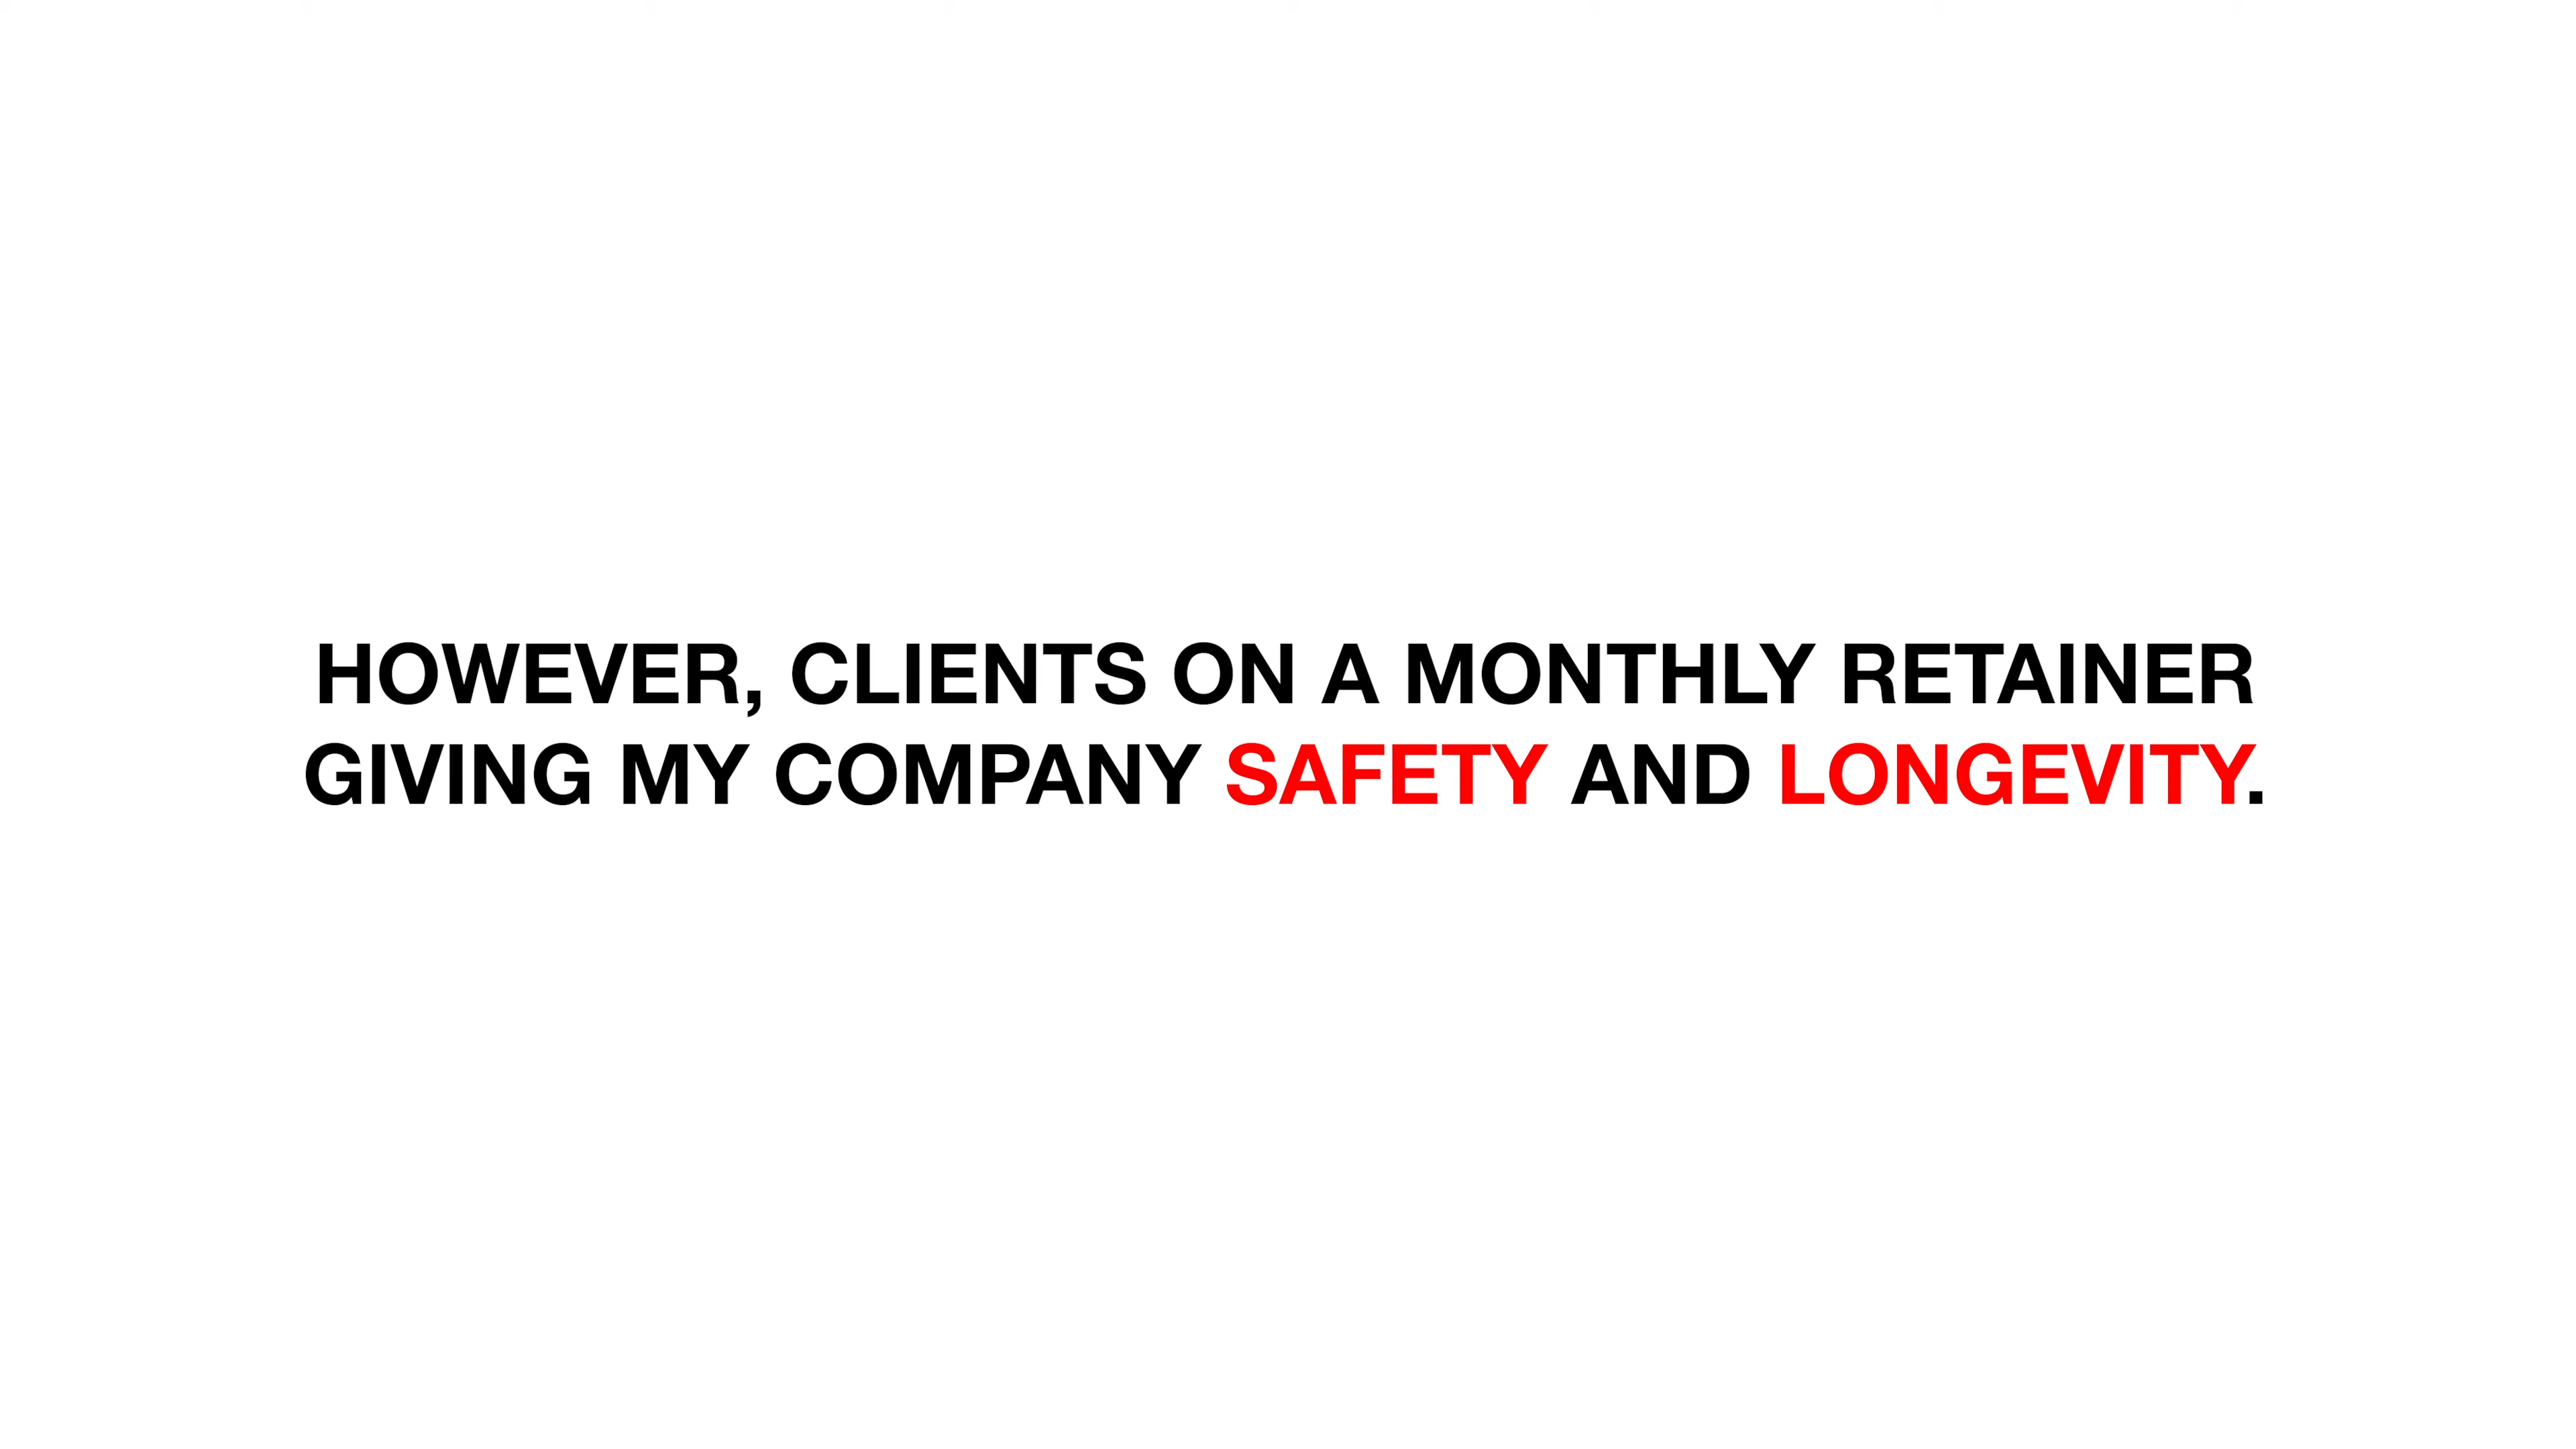 HOWEVER, CLIENTS ON A MONTHLY RETAINER
GIVING MY COMPANY SAFETY AND LONGEVITY.